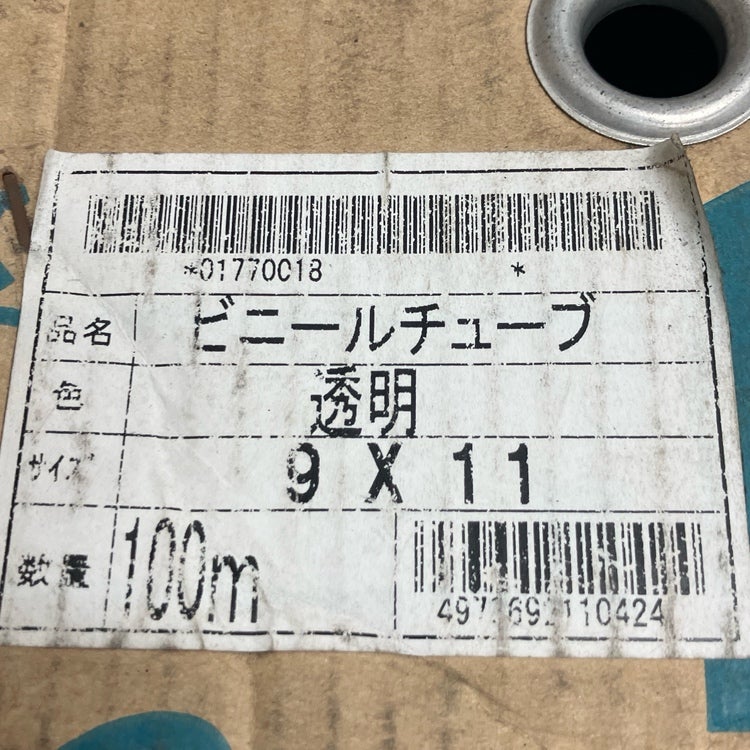 *01770018 *
品名 ビニールチューブ
色 透明
サイズ 9 X 11
数量 100m